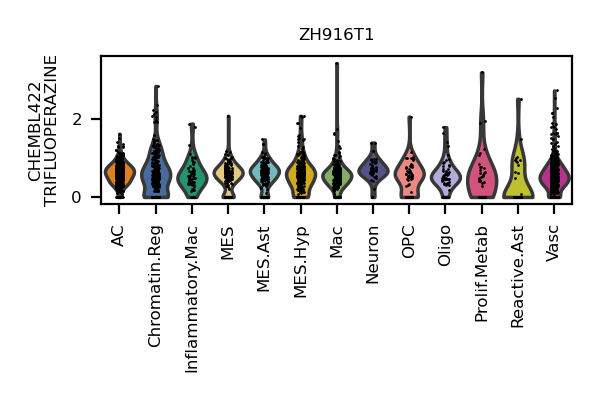 ZH916T1
CHEMBL422
TRIFLUOPERAZINE
2
0
AC
Chromatin.Reg
Inflammatory.Mac
MES
MES.Ast
MES.Hyp
Mac
Neuron
OPC
Oligo
Prolif.Metab
Reactive.Ast
Vasc